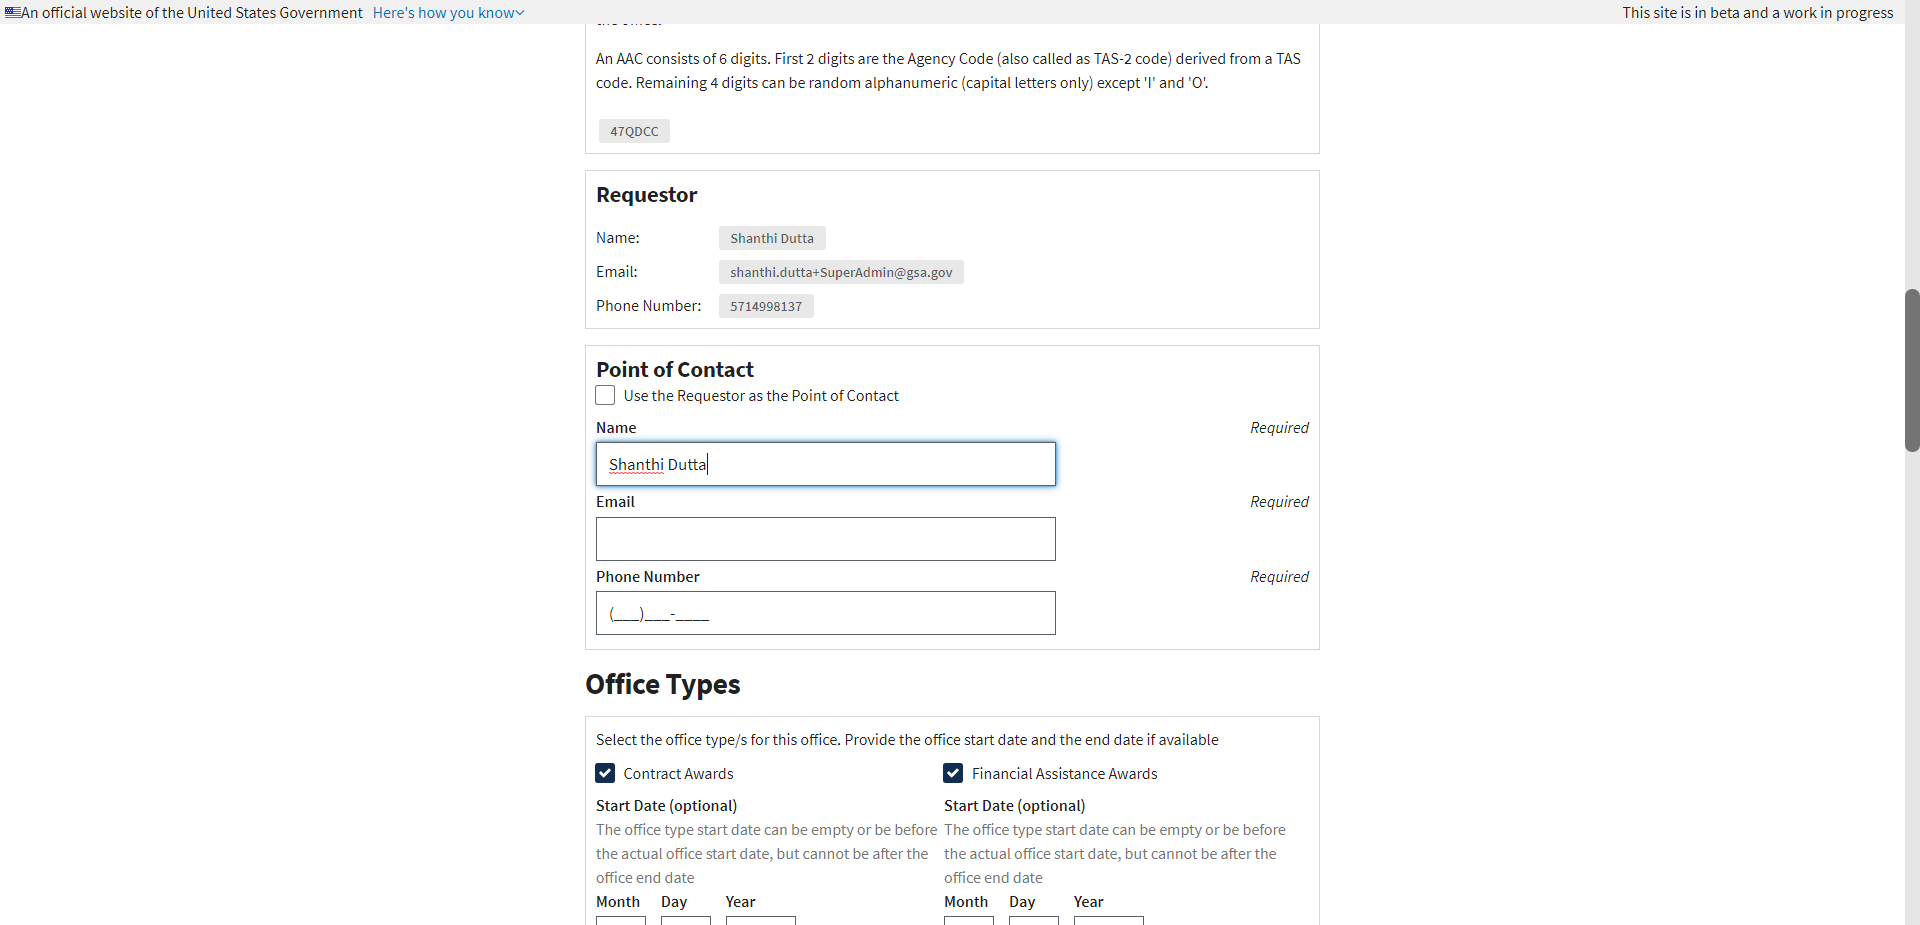 An official website of the United States Government Here's how you know
This site is in beta and a work in progress
the office.
An AAC consists of 6 digits. First 2 digits are the Agency Code (also called as TAS-2 code) derived from a TAS
code. Remaining 4 digits can be random alphanumeric (capital letters only) except 'I' and 'O'.
47QDCC
Requestor
Name: Shanthi Dutta
Email: shanthi.dutta+SuperAdmin@gsa.gov
Phone Number: 5714998137
Point of Contact
Use the Requestor as the Point of Contact
Name Required
Shanthi Dutta
Email Required
Phone Number Required
(___)___-____
Office Types
Select the office type/s for this office. Provide the office start date and the end date if available
Contract Awards
Start Date (optional)
The office type start date can be empty or be before
the actual office start date, but cannot be after the
office end date
Month Day Year
Financial Assistance Awards
Start Date (optional)
The office type start date can be empty or be before
the actual office start date, but cannot be after the
office end date
Month Day Year